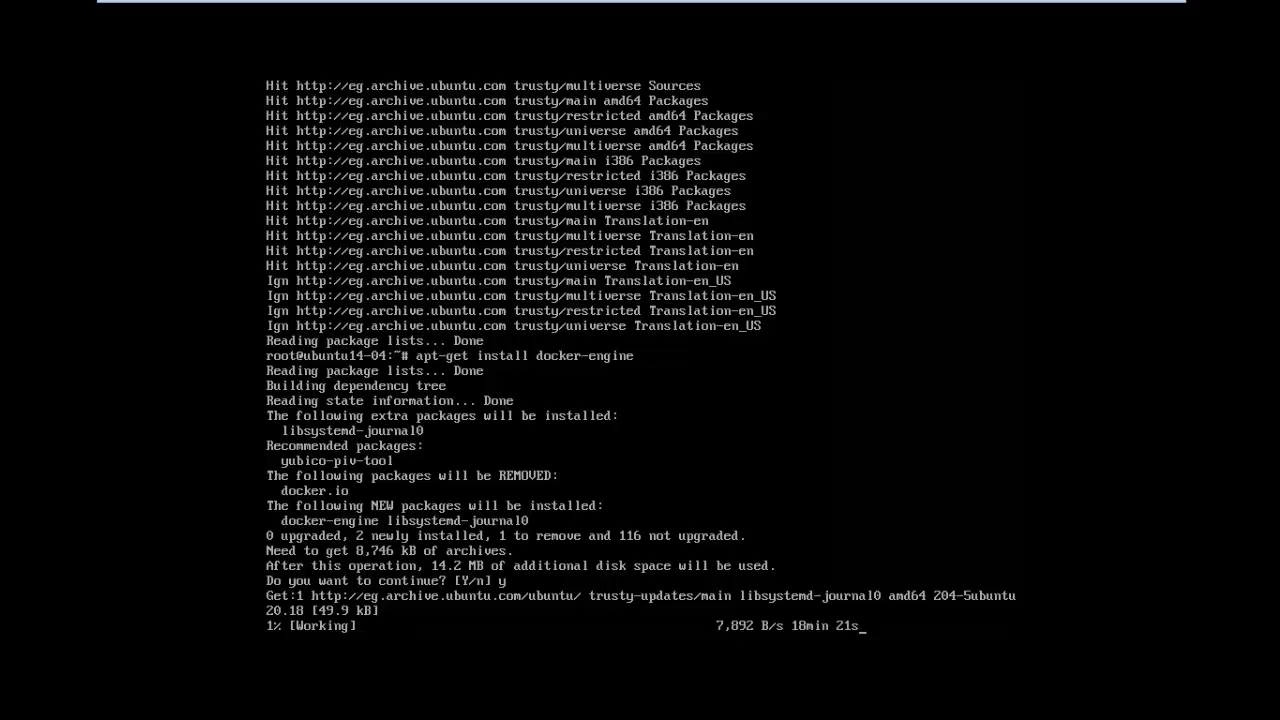 Hit http://eg.archive.ubuntu.com trusty/multiverse Sources
Hit http://eg.archive.ubuntu.com trusty/main amd64 Packages
Hit http://eg.archive.ubuntu.com trusty/restricted amd64 Packages
Hit http://eg.archive.ubuntu.com trusty/universe amd64 Packages
Hit http://eg.archive.ubuntu.com trusty/multiverse amd64 Packages
Hit http://eg.archive.ubuntu.com trusty/main i386 Packages
Hit http://eg.archive.ubuntu.com trusty/restricted i386 Packages
Hit http://eg.archive.ubuntu.com trusty/universe i386 Packages
Hit http://eg.archive.ubuntu.com trusty/multiverse i386 Packages
Hit http://eg.archive.ubuntu.com trusty/main Translation-en
Hit http://eg.archive.ubuntu.com trusty/multiverse Translation-en
Hit http://eg.archive.ubuntu.com trusty/restricted Translation-en
Hit http://eg.archive.ubuntu.com trusty/universe Translation-en
Ign http://eg.archive.ubuntu.com trusty/main Translation-en_US
Ign http://eg.archive.ubuntu.com trusty/multiverse Translation-en_US
Ign http://eg.archive.ubuntu.com trusty/restricted Translation-en_US
Ign http://eg.archive.ubuntu.com trusty/universe Translation-en_US
Reading package lists... Done
root@ubuntu14-04:~# apt-get install docker-engine
Reading package lists... Done
Building dependency tree
Reading state information... Done
The following extra packages will be installed:
  libsystemd-journal0
Recommended packages:
  yubico-piv-tool
The following packages will be REMOVED:
  docker.io
The following NEW packages will be installed:
  docker-engine libsystemd-journal0
0 upgraded, 2 newly installed, 1 to remove and 116 not upgraded.
Need to get 8,746 kB of archives.
After this operation, 14.2 MB of additional disk space will be used.
Do you want to continue? [Y/n] y
Get:1 http://eg.archive.ubuntu.com/ubuntu/ trusty-updates/main libsystemd-journal0 amd64 204-5ubuntu
20.18 [49.9 kB]
1% [Working] 7,892 B/s 18min 21s_